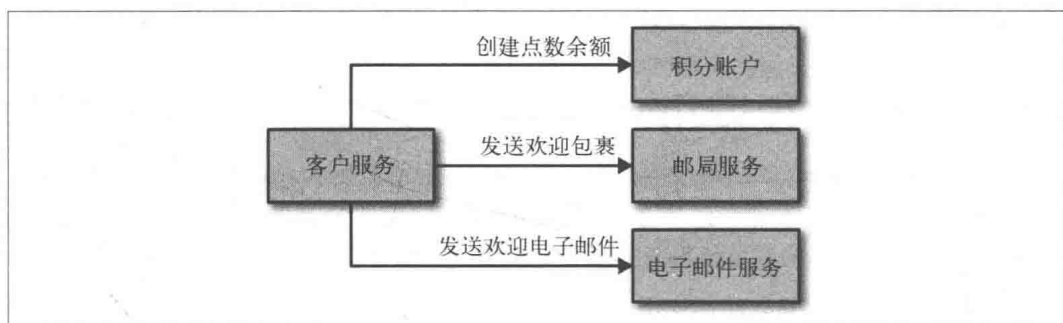 创建点数余额
积分账户
客户服务
发送欢迎包裹
邮局服务
发送欢迎电子邮件
电子邮件服务